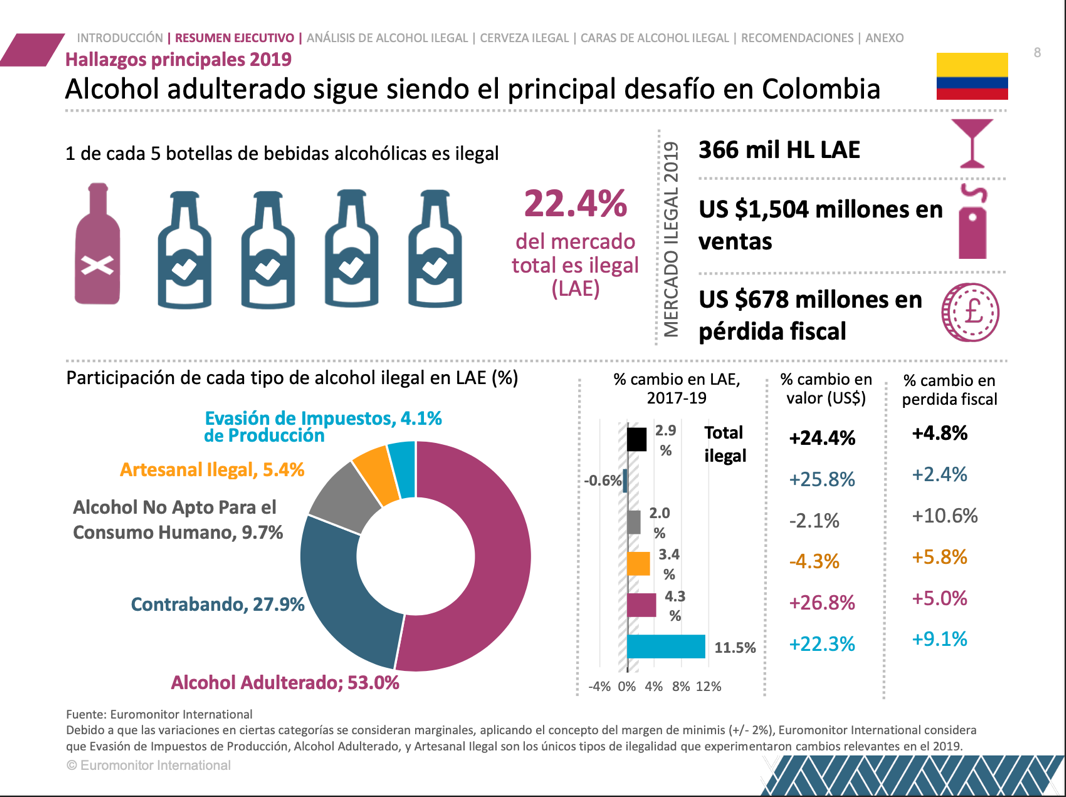 INTRODUCCIÓN | RESUMEN EJECUTIVO | ANÁLISIS DE ALCOHOL ILEGAL | CERVEZA ILEGAL | CARAS DE ALCOHOL ILEGAL | RECOMENDACIONES | ANEXO
8
Hallazgos principales 2019
Alcohol adulterado sigue siendo el principal desafío en Colombia
1 de cada 5 botellas de bebidas alcohólicas es ilegal
22.4%
del mercado
total es ilegal
(LAE)
MERCADO ILEGAL 2019
366 mil HL LAE
US $1,504 millones en
ventas
US $678 millones en
pérdida fiscal
£
Participación de cada tipo de alcohol ilegal en LAE (%)
Evasión de Impuestos, 4.1%
de Producción
Artesanal Ilegal, 5.4%
Alcohol No Apto Para el
Consumo Humano, 9.7%
Contrabando, 27.9%
Alcohol Adulterado; 53.0%
% cambio en LAE,
2017-19
2.9
%
Total
ilegal
-0.6%
2.0
%
3.4
%
4.3
%
11.5%
-4% 0% 4% 8% 12%
% cambio en
valor (US$)
+24.4%
+25.8%
-2.1%
-4.3%
+26.8%
+22.3%
% cambio en
perdida fiscal
+4.8%
+2.4%
+10.6%
+5.8%
+5.0%
+9.1%
Fuente: Euromonitor International
Debido a que las variaciones en ciertas categorías se consideran marginales, aplicando el concepto del margen de minimis (+/- 2%), Euromonitor International considera
que Evasión de Impuestos de Producción, Alcohol Adulterado, y Artesanal Ilegal son los únicos tipos de ilegalidad que experimentaron cambios relevantes en el 2019.
© Euromonitor International